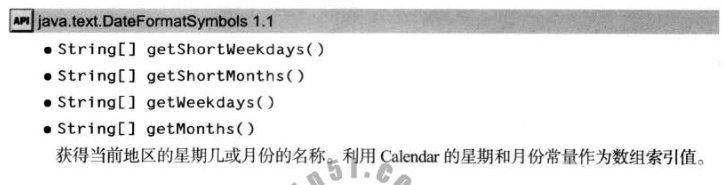 API java.text.DateFormatSymbols 1.1
• String[] getShortWeekdays()
• String[] getShortMonths()
• String[] getWeekdays()
• String[] getMonths()
获得当前地区的星期几或月份的名称。利用 Calendar 的星期和月份常量作为数组索引值。